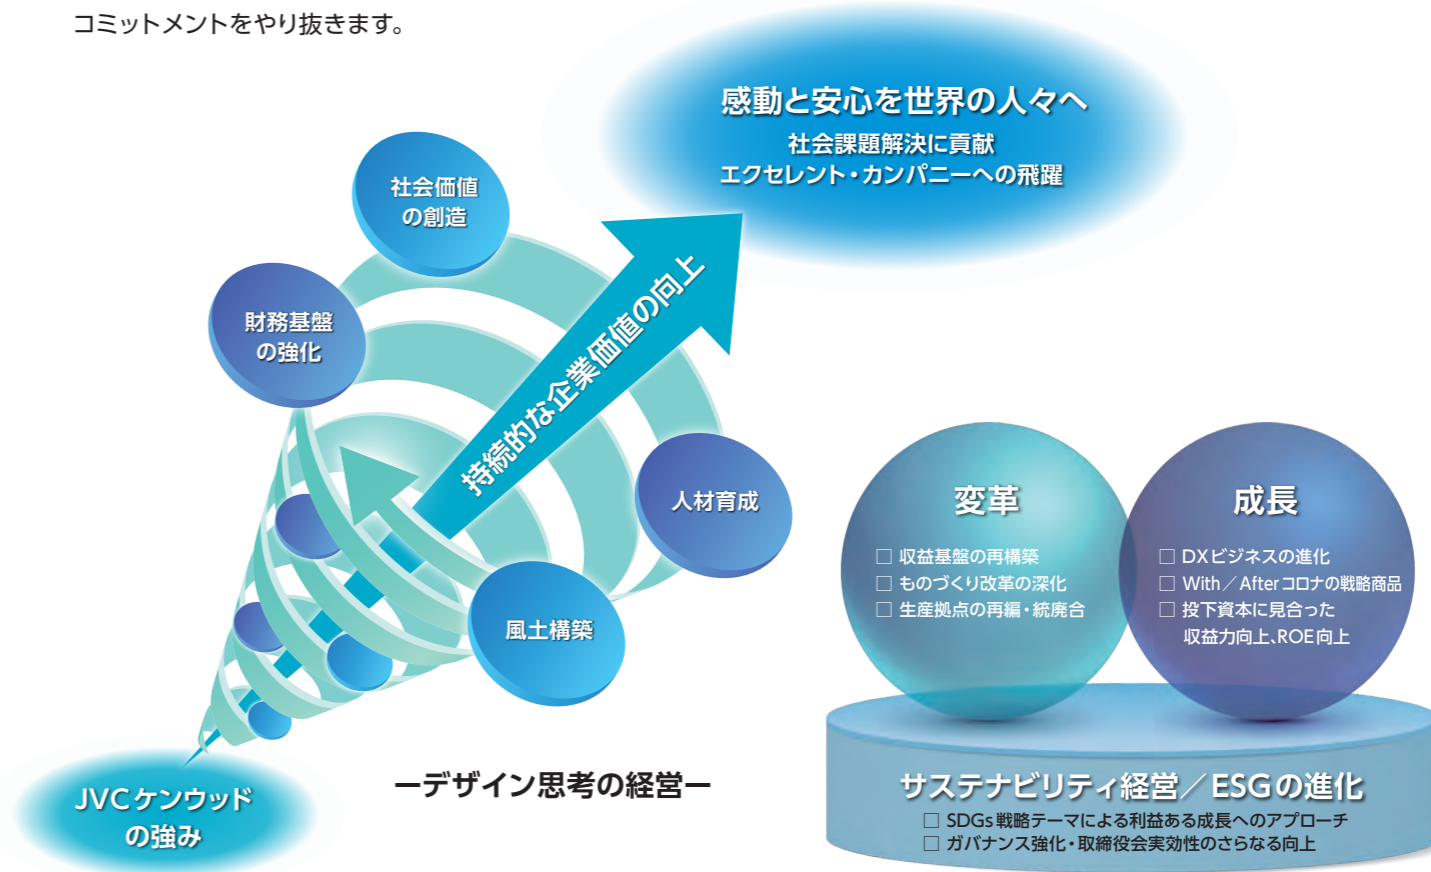 コミットメントをやり抜きます。
感動と安心を世界の人々へ
社会課題解決に貢献
エクセレント・カンパニーへの飛躍
社会価値
の創造
財務基盤
の強化
持続的な企業価値の向上
人材育成
風土構築
JVCケンウッド
の強み
ーデザイン思考の経営ー
変革
□ 収益基盤の再構築
□ ものづくり改革の深化
□ 生産拠点の再編・統廃合
成長
□ DXビジネスの進化
□ With／Afterコロナの戦略商品
□ 投下資本に見合った
収益力向上、ROE向上
サステナビリティ経営／ESGの進化
□ SDGs戦略テーマによる利益ある成長へのアプローチ
□ ガバナンス強化・取締役会実効性のさらなる向上